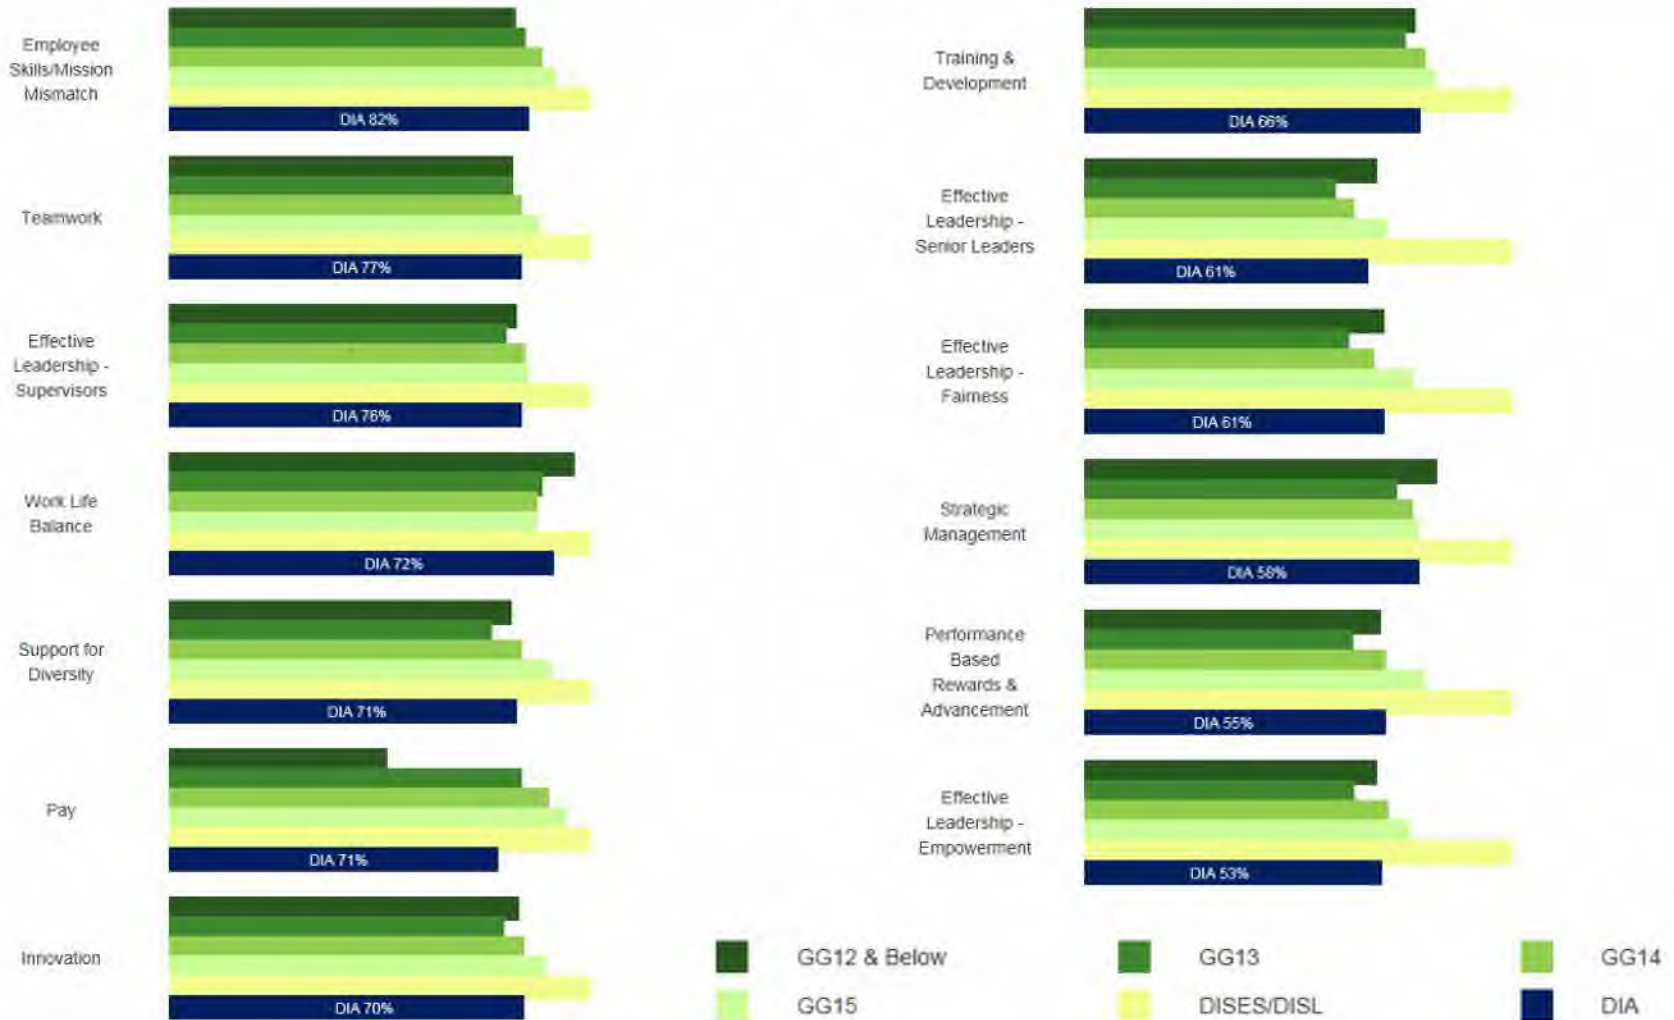 Employee
Skills/Mission
Mismatch
DIA 82%
Teamwork
DIA 77%
Effective
Leadership -
Supervisors
DIA 76%
Work Life
Balance
DIA 72%
Support for
Diversity
DIA 71%
Pay
DIA 71%
Innovation
DIA 70%
Training &
Development
DIA 66%
Effective
Leadership -
Senior Leaders
DIA 61%
Effective
Leadership -
Fairness
DIA 61%
Strategic
Management
DIA 58%
Performance
Based
Rewards &
Advancement
DIA 55%
Effective
Leadership -
Empowerment
DIA 53%
GG12 & Below
GG13
GG14
GG15
DISES/DISL
DIA